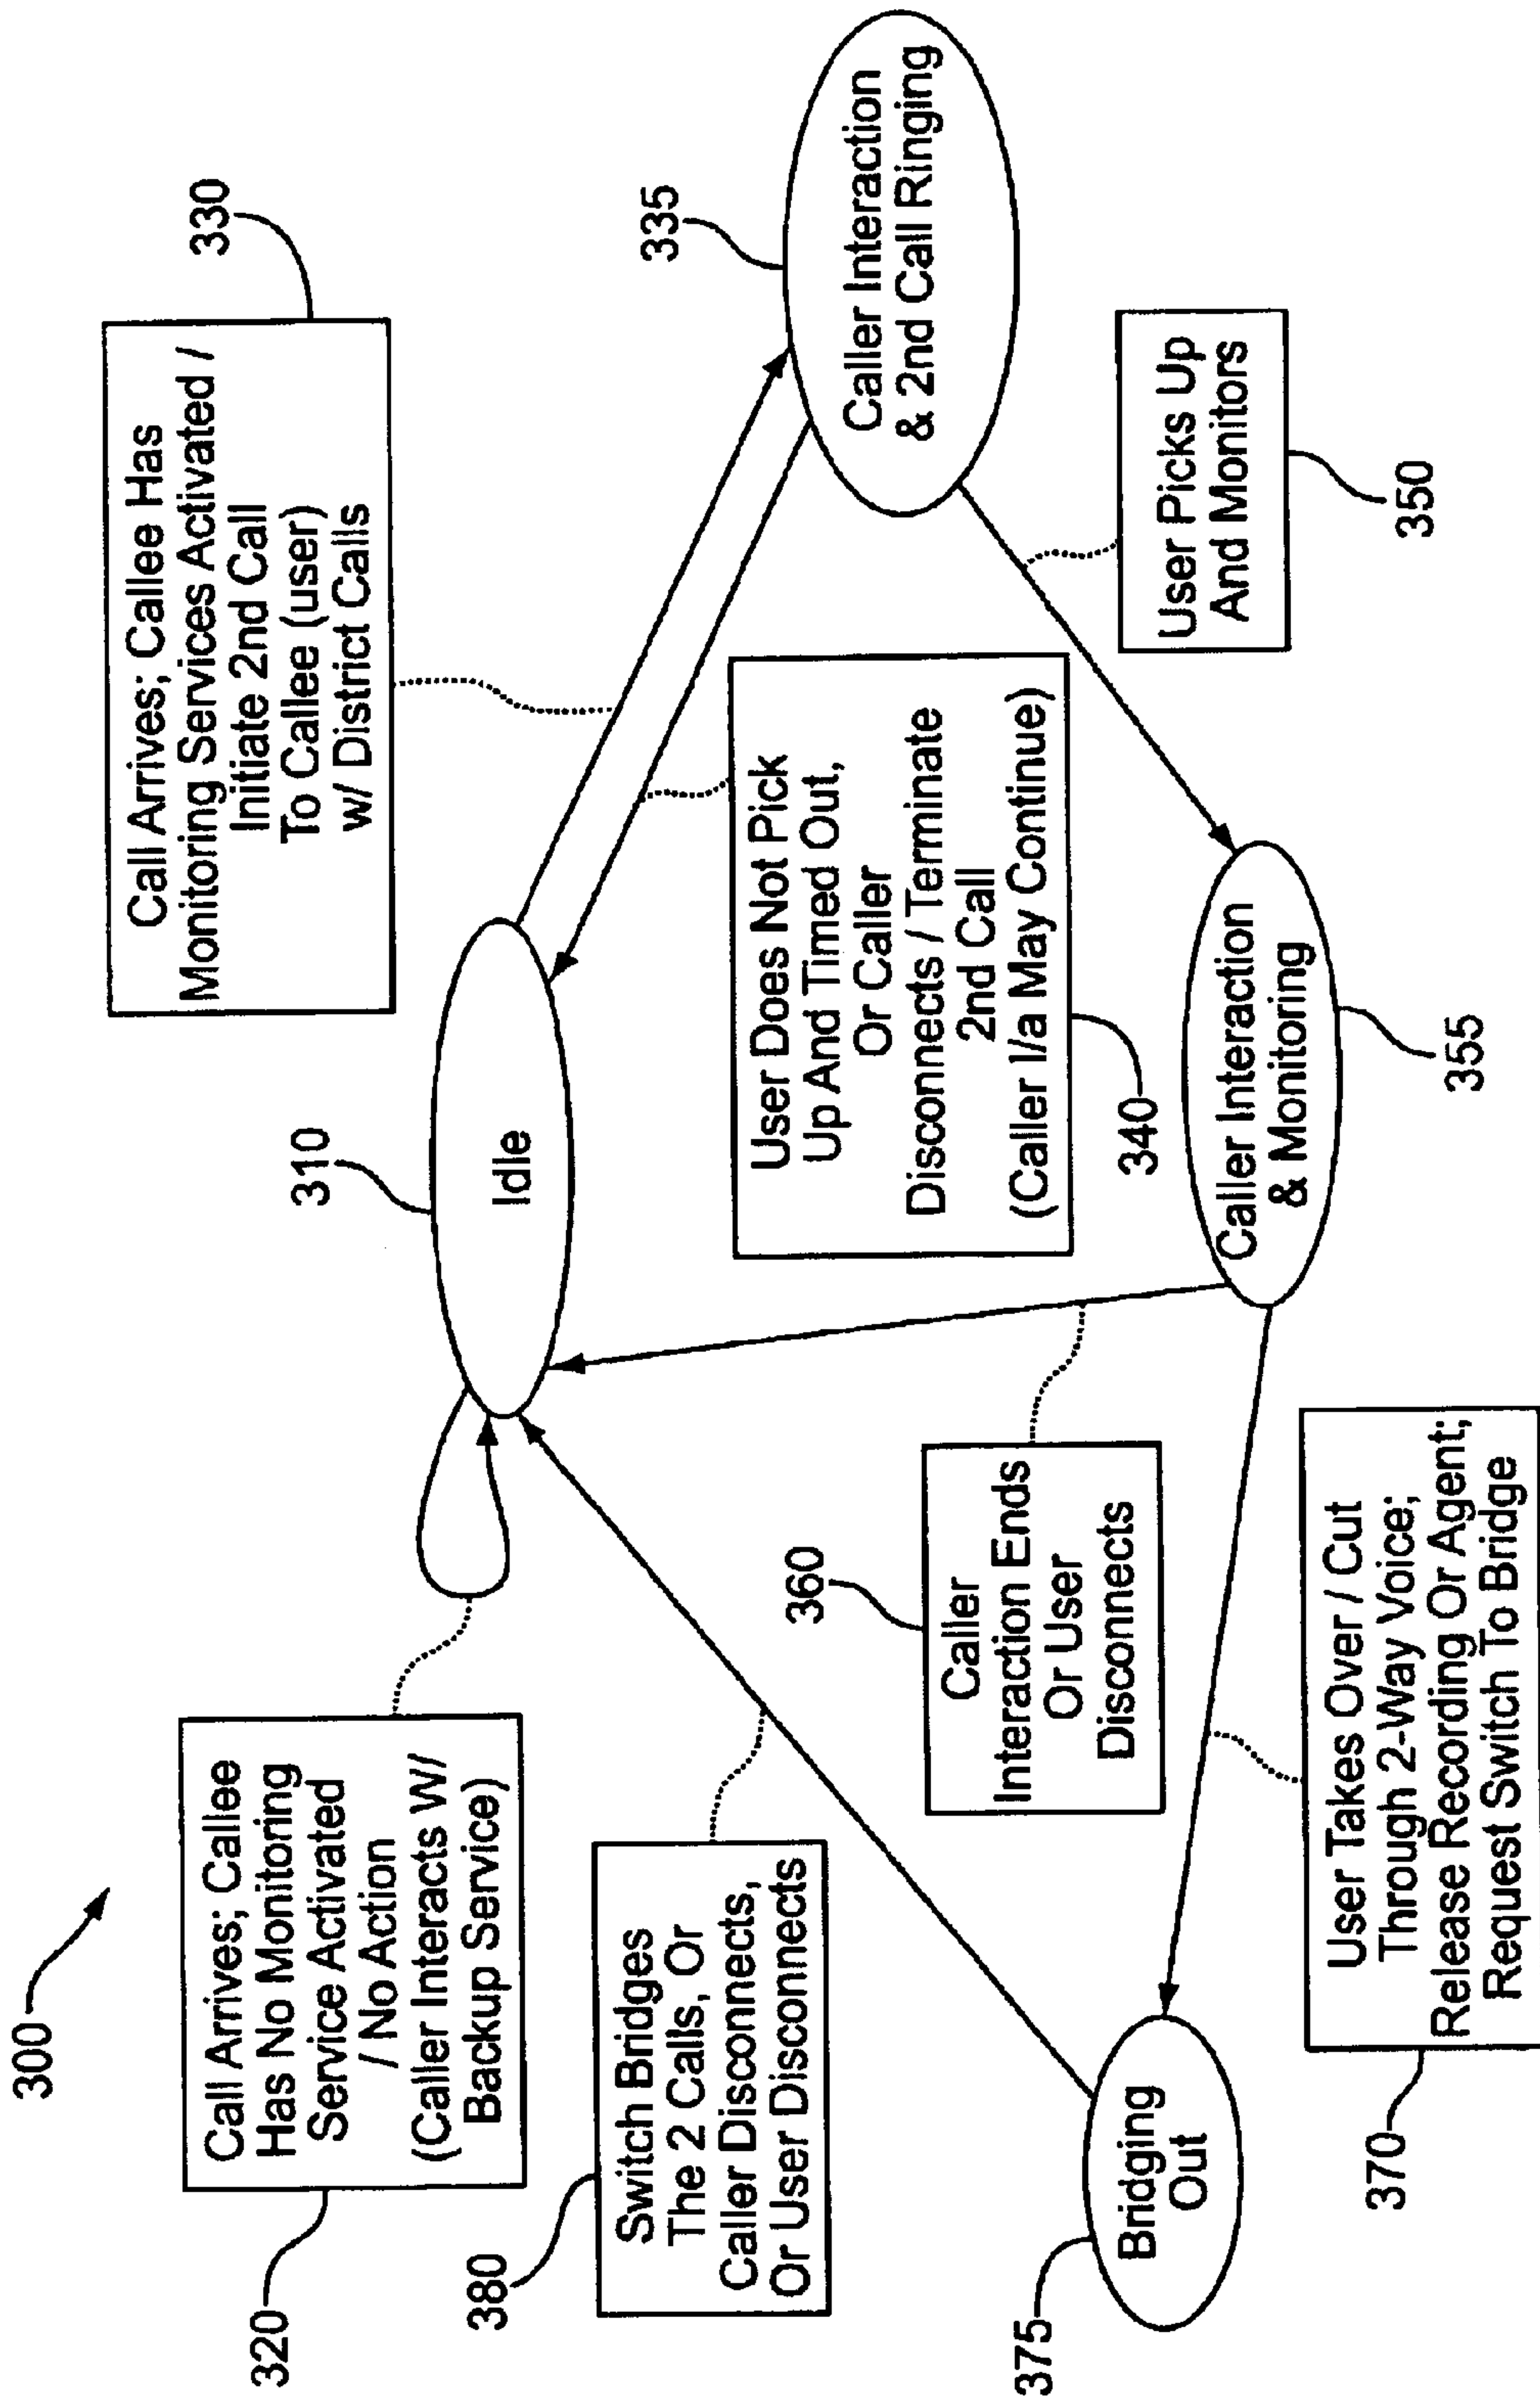 300
320
Call Arrives; Callee
Has No Monitoring
Service Activated
/ No Action
(Caller Interacts W/
Backup Service)
330
Call Arrives; Callee Has
Monitoring Services Activated /
Initiate 2nd Call
To Callee (user)
w/ District Calls
310
Idle
380
Switch Bridges
The 2 Calls, Or
Caller Disconnects,
Or User Disconnects
335
Caller Interaction
& 2nd Call Ringing
User Does Not Pick
Up And Timed Out,
Or Caller
Disconnects / Terminate
2nd Call
(Caller I/a May Continue)
340
360
Caller
Interaction Ends
Or User
Disconnects
User Picks Up
And Monitors
350
375
Bridging
Out
Caller Interaction
& Monitoring
355
370
User Takes Over / Cut
Through 2-Way Voice;
Release Recording Or Agent;
Request Switch To Bridge